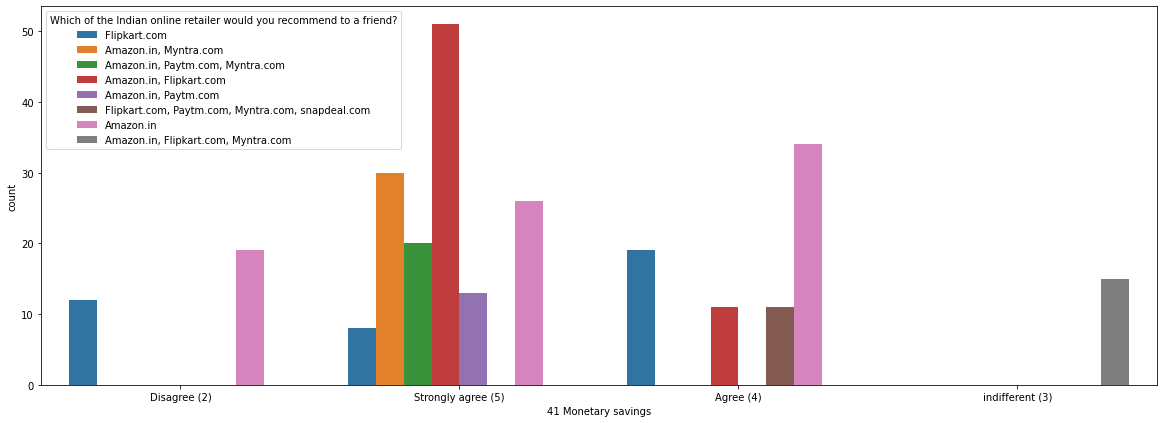 Which of the Indian online retailer would you recommend to a friend?
Flipkart.com
Amazon.in, Myntra.com
Amazon.in, Paytm.com, Myntra.com
Amazon.in, Flipkart.com
Amazon.in, Paytm.com
Flipkart.com, Paytm.com, Myntra.com, snapdeal.com
Amazon.in
Amazon.in, Flipkart.com, Myntra.com
50
40
30
20
10
0
count
Disagree (2)
Strongly agree (5)
Agree (4)
indifferent (3)
41 Monetary savings